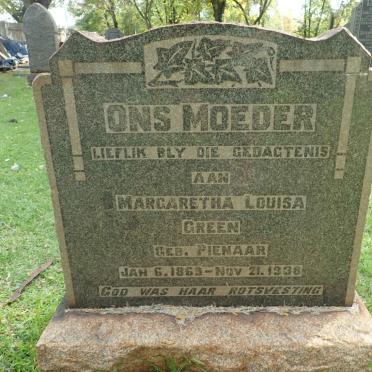 ONS MOEDER
LIEFLIK BLY DIE GEDAGTENIS
AAN
MARGARETHA LOUISA
GREEN
GEB. PIENAAR
JAN 6. 1869 – NOV 21. 1938
GOD WAS HAAR ROTSVESTING